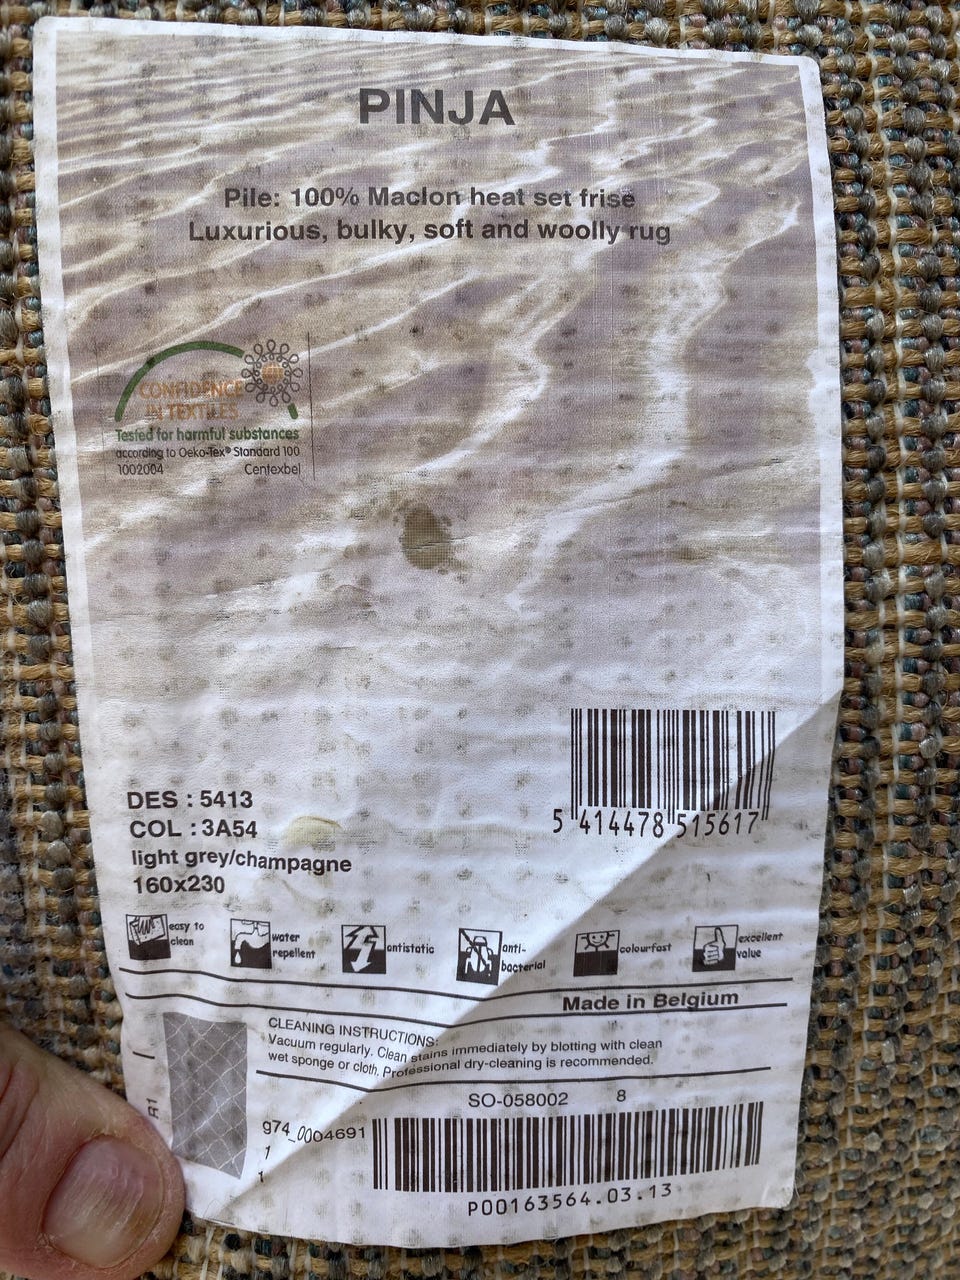 PINJA
Pile: 100% Maclon heat set frise
Luxurious, bulky, soft and woolly rug
CONFIDENCE
IN TEXTILES
Tested for harmful substances
according to Oeko-Tex® Standard 100
1002004 Centexbel
5 414478 515617
DES : 5413
COL : 3A54
light grey/champagne
160x230
easy to
clean
water
repellent
antistatic
anti-
bacterial
colourfast
excellent
value
Made in Belgium
CLEANING INSTRUCTIONS:
Vacuum regularly. Clean stains immediately by blotting with clean
wet sponge or cloth. Professional dry-cleaning is recommended.
R1
SO-058002 8
g74_0004691
1
1
P00163564.03.13